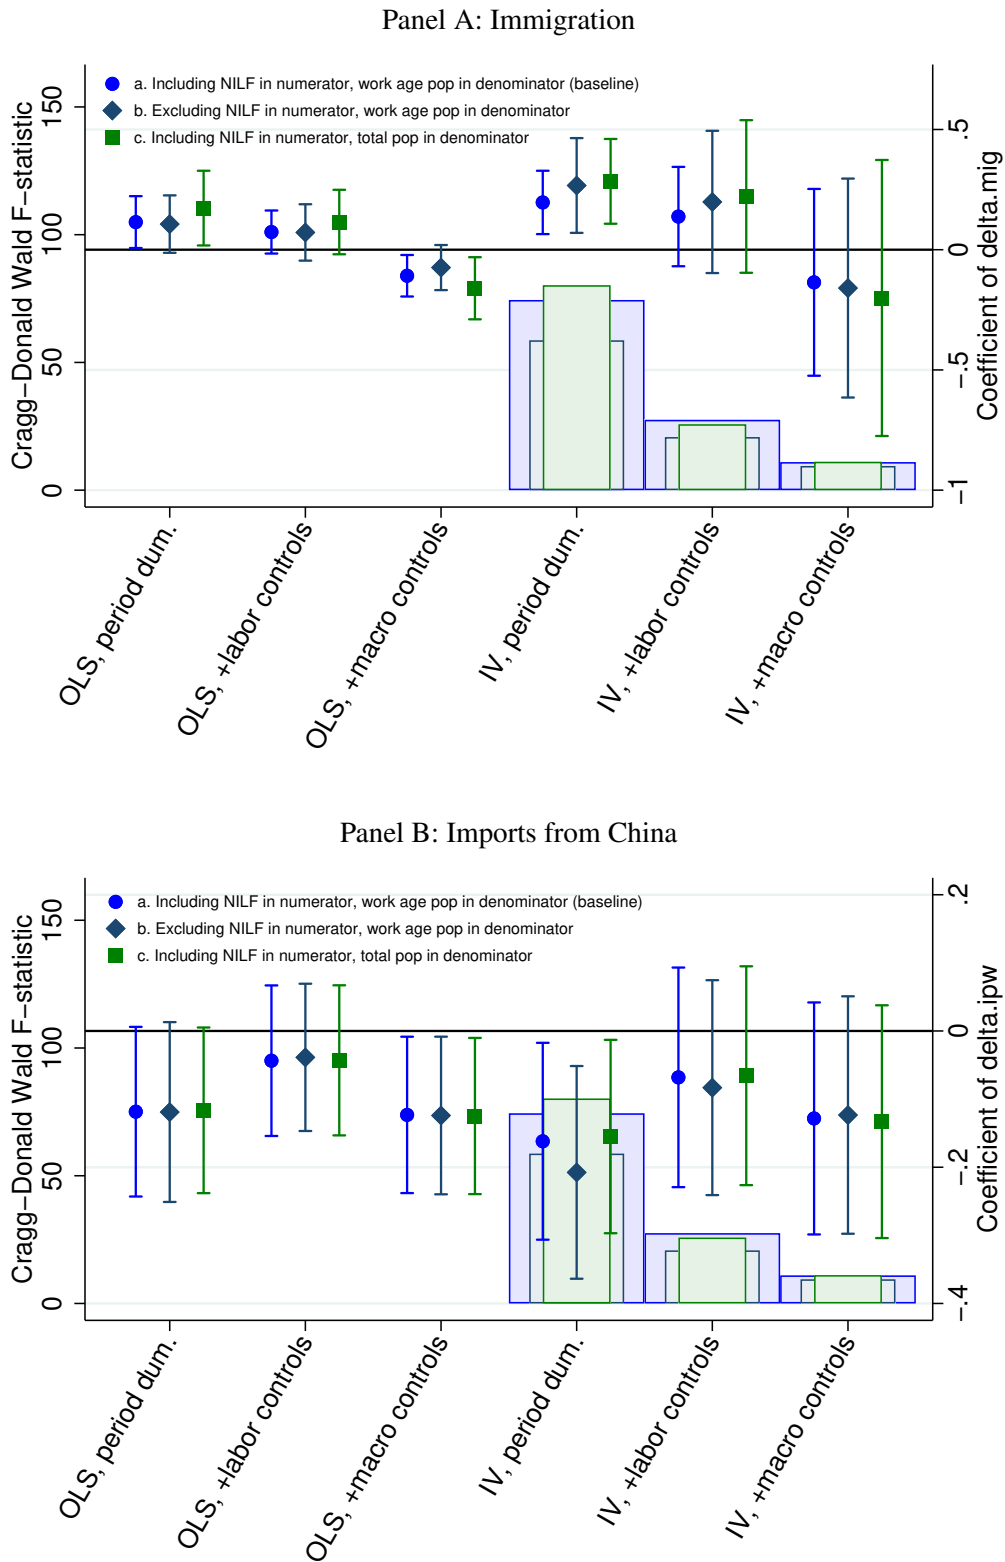 Panel A: Immigration
a. Including NILF in numerator, work age pop in denominator (baseline)
b. Excluding NILF in numerator, work age pop in denominator
c. Including NILF in numerator, total pop in denominator
Cragg−Donald Wald F−statistic
0
50
100
150
Coefficient of delta.mig
−1
−.5
0
.5
OLS, period dum.
OLS, +labor controls
OLS, +macro controls
IV, period dum.
IV, +labor controls
IV, +macro controls
Panel B: Imports from China
a. Including NILF in numerator, work age pop in denominator (baseline)
b. Excluding NILF in numerator, work age pop in denominator
c. Including NILF in numerator, total pop in denominator
Cragg−Donald Wald F−statistic
0
50
100
150
Coefficient of delta.ipw
−.4
−.2
0
.2
OLS, period dum.
OLS, +labor controls
OLS, +macro controls
IV, period dum.
IV, +labor controls
IV, +macro controls